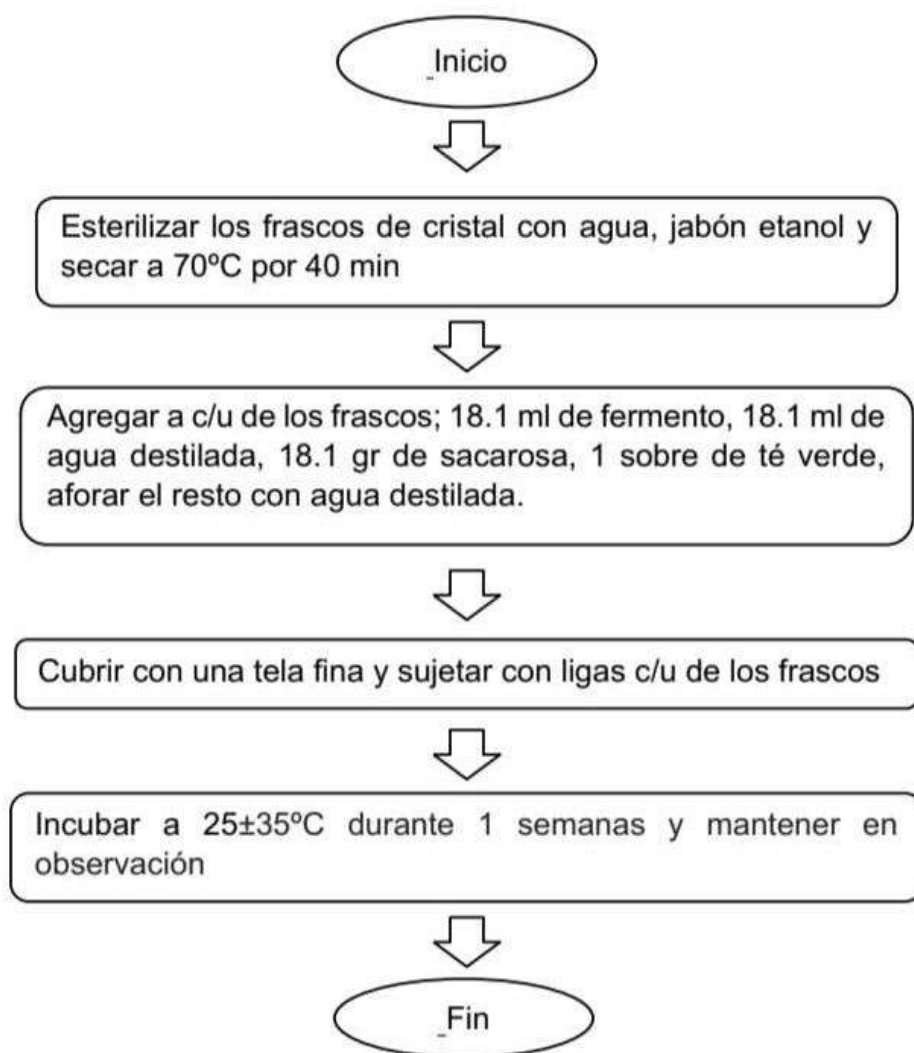 Inicio
Esterilizar los frascos de cristal con agua, jabón etanol y
secar a 70ºC por 40 min
Agregar a c/u de los frascos; 18.1 ml de fermento, 18.1 ml de
agua destilada, 18.1 gr de sacarosa, 1 sobre de té verde,
aforar el resto con agua destilada.
Cubrir con una tela fina y sujetar con ligas c/u de los frascos
Incubar a 25±35ºC durante 1 semanas y mantener en
observación
Fin